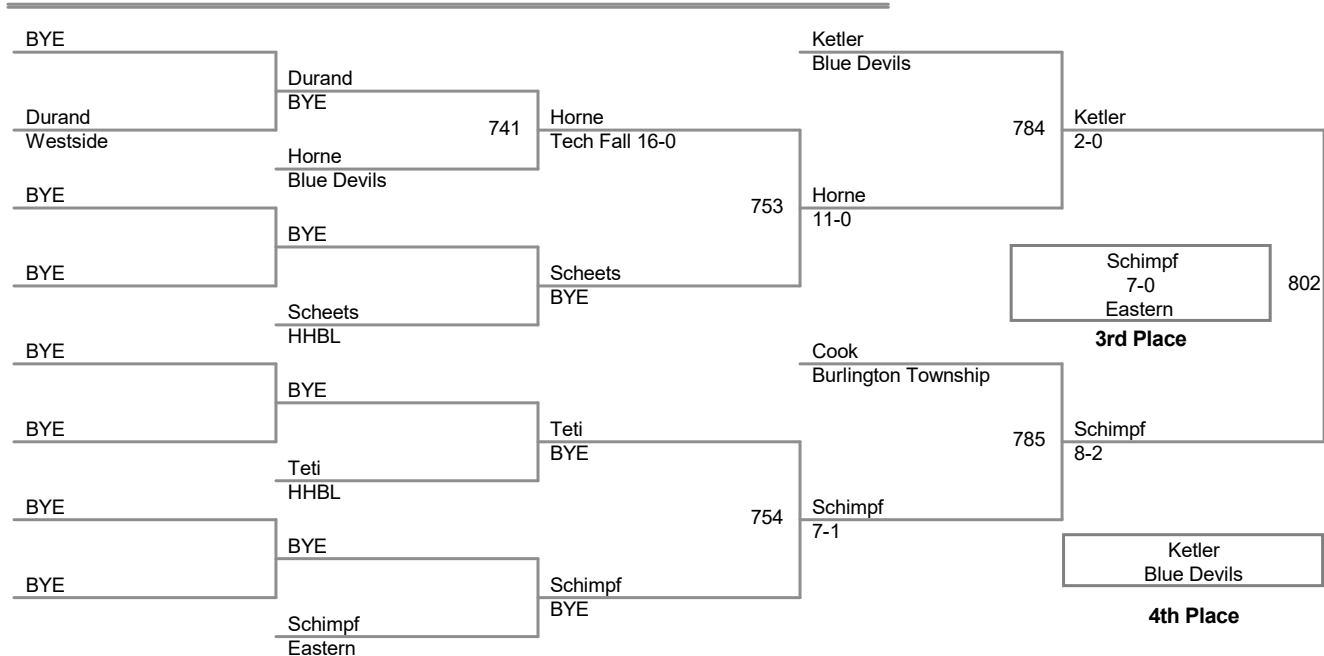 BYE
Durand
Westside
BYE
BYE
BYE
BYE
BYE
BYE
Durand
BYE
Horne
Blue Devils
BYE
Scheets
HHBL
BYE
Teti
HHBL
BYE
Schimpf
Eastern
741
Horne
Tech Fall 16-0
Scheets
BYE
Teti
BYE
Schimpf
BYE
753
754
Ketler
Blue Devils
Horne
11-0
Cook
Burlington Township
Schimpf
7-1
784
785
Ketler
2-0
Schimpf
8-2
802
Schimpf
7-0
Eastern
3rd Place
Ketler
Blue Devils
4th Place